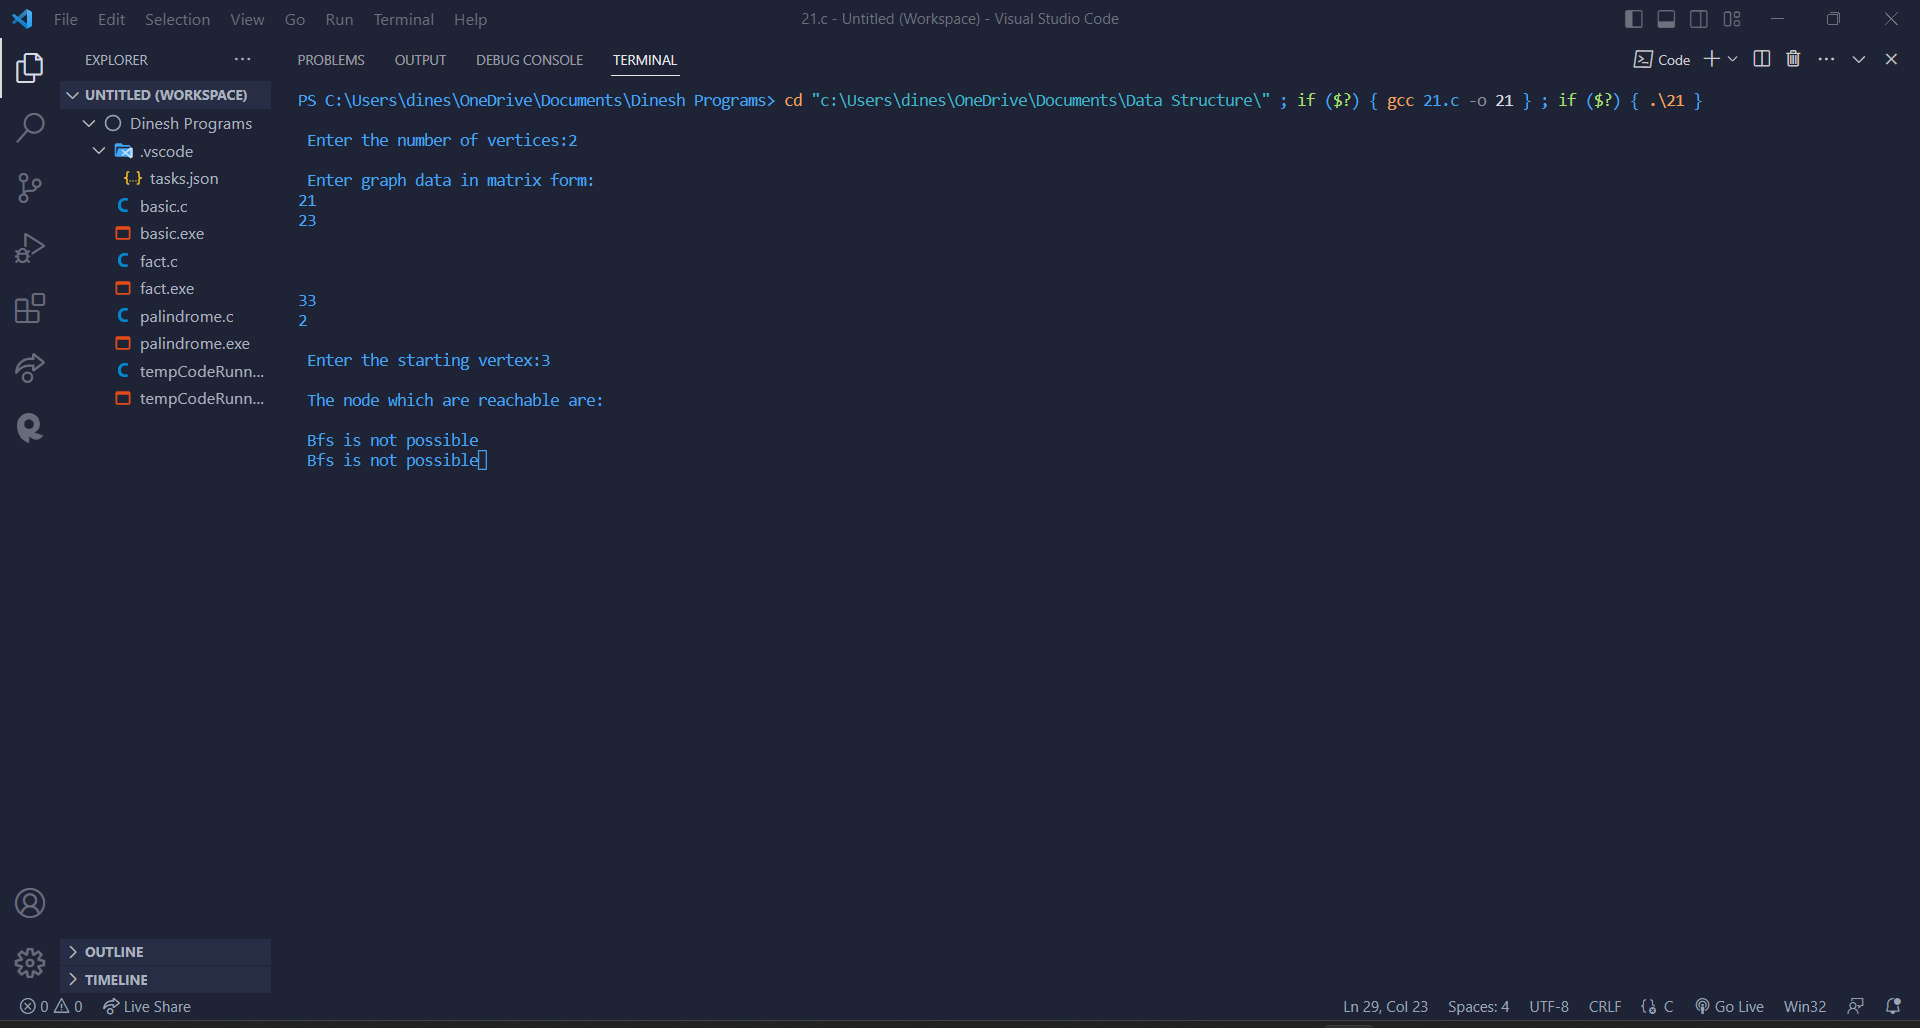 File Edit Selection View Go Run Terminal Help
21.c - Untitled (Workspace) - Visual Studio Code
EXPLORER ···
UNTITLED (WORKSPACE)
Dinesh Programs
.vscode
{..} tasks.json
C basic.c
basic.exe
C fact.c
fact.exe
C palindrome.c
palindrome.exe
C tempCodeRunn...
tempCodeRunn...
OUTLINE
TIMELINE
PROBLEMS OUTPUT DEBUG CONSOLE TERMINAL
Code
PS C:\Users\dines\OneDrive\Documents\Dinesh Programs> cd "c:\Users\dines\OneDrive\Documents\Data Structure\" ; if ($?) { gcc 21.c -o 21 } ; if ($?) { .\21 }
Enter the number of vertices:2
Enter graph data in matrix form:
21
23
33
2
Enter the starting vertex:3
The node which are reachable are:
Bfs is not possible
Bfs is not possible
0 0 Live Share
Ln 29, Col 23 Spaces: 4 UTF-8 CRLF C Go Live Win32